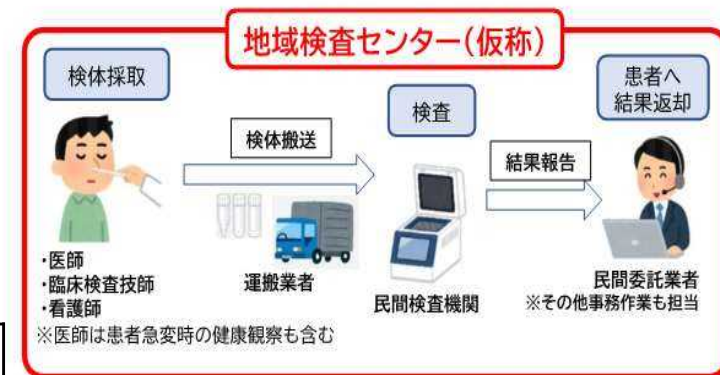 地域検査センター(仮称)
検体採取
・医師
・臨床検査技師
・看護師
※医師は患者急変時の健康観察も含む
検体搬送
運搬業者
検査
民間検査機関
結果報告
患者へ
結果返却
民間委託業者
※その他事務作業も担当